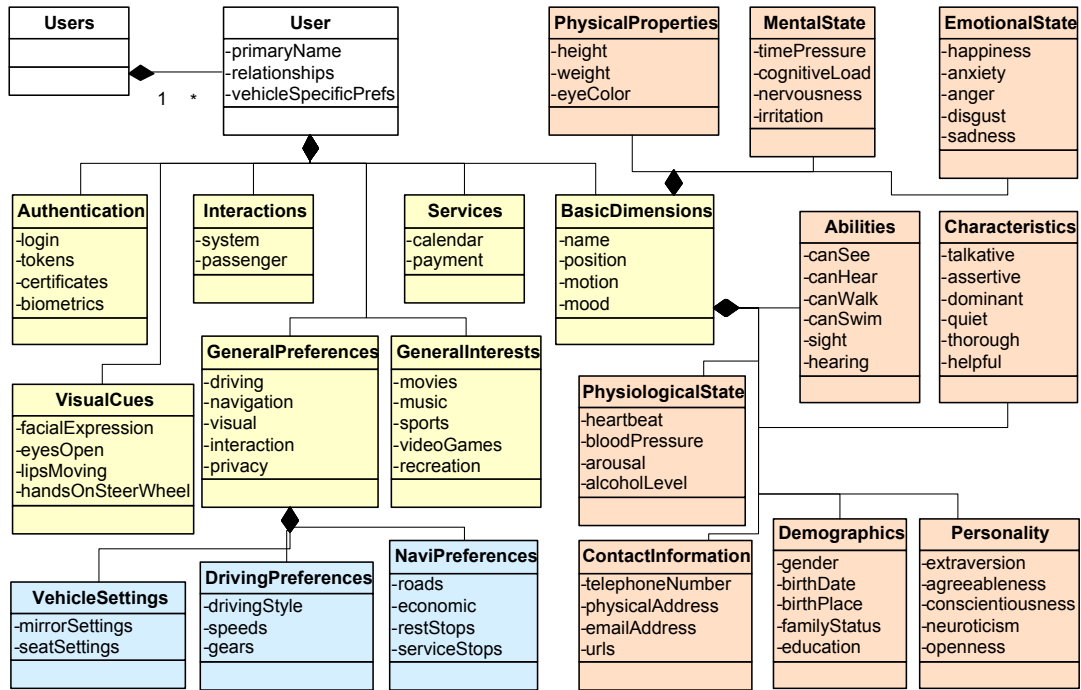 Users
User
-primaryName
-relationships
-vehicleSpecificPrefs
1 *
PhysicalProperties
-height
-weight
-eyeColor
MentalState
-timePressure
-cognitiveLoad
-nervousness
-irritation
EmotionalState
-happiness
-anxiety
-anger
-disgust
-sadness
Authentication
-login
-tokens
-certificates
-biometrics
Interactions
-system
-passenger
Services
-calendar
-payment
BasicDimensions
-name
-position
-motion
-mood
Abilities
-canSee
-canHear
-canWalk
-canSwim
-sight
-hearing
Characteristics
-talkative
-assertive
-dominant
-quiet
-thorough
-helpful
VisualCues
-facialExpression
-eyesOpen
-lipsMoving
-handsOnSteerWheel
GeneralPreferences
-driving
-navigation
-visual
-interaction
-privacy
GeneralInterests
-movies
-music
-sports
-videoGames
-recreation
PhysiologicalState
-heartbeat
-bloodPressure
-arousal
-alcoholLevel
VehicleSettings
-mirrorSettings
-seatSettings
DrivingPreferences
-drivingStyle
-speeds
-gears
NaviPreferences
-roads
-economic
-restStops
-serviceStops
ContactInformation
-telephoneNumber
-physicalAddress
-emailAddress
-urls
Demographics
-gender
-birthDate
-birthPlace
-familyStatus
-education
Personality
-extraversion
-agreeableness
-conscientiousness
-neuroticism
-openness